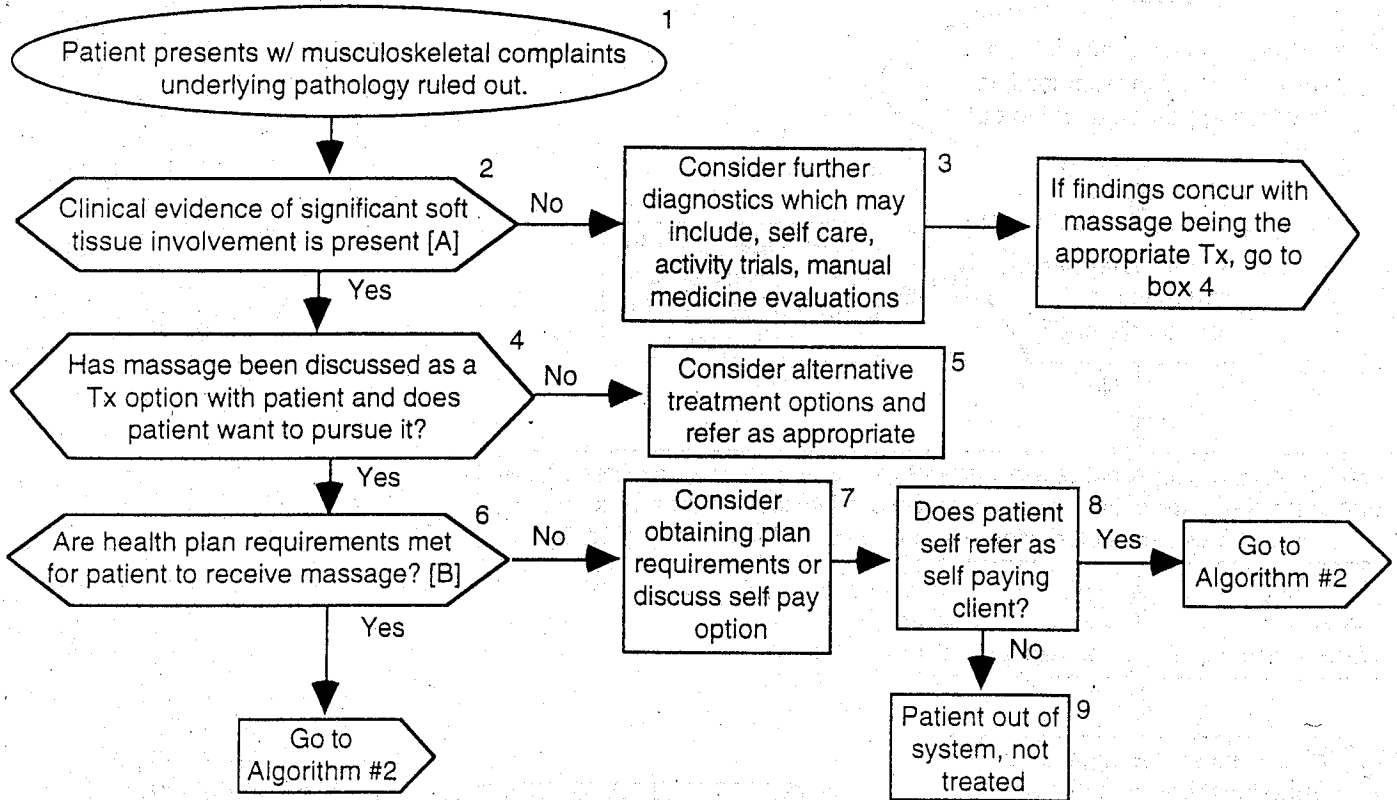 1
Patient presents w/ musculoskeletal complaints
underlying pathology ruled out.
2
Clinical evidence of significant soft
tissue involvement is present [A]
No
Yes
3
Consider further
diagnostics which may
include, self care,
activity trials, manual
medicine evaluations
If findings concur with
massage being the
appropriate Tx, go to
box 4
4
Has massage been discussed as a
Tx option with patient and does
patient want to pursue it?
No
Yes
5
Consider alternative
treatment options and
refer as appropriate
6
Are health plan requirements met
for patient to receive massage? [B]
No
Yes
7
Consider
obtaining plan
requirements or
discuss self pay
option
8
Does patient
self refer as
self paying
client?
Yes
Go to
Algorithm #2
No
9
Patient out of
system, not
treated
Go to
Algorithm #2